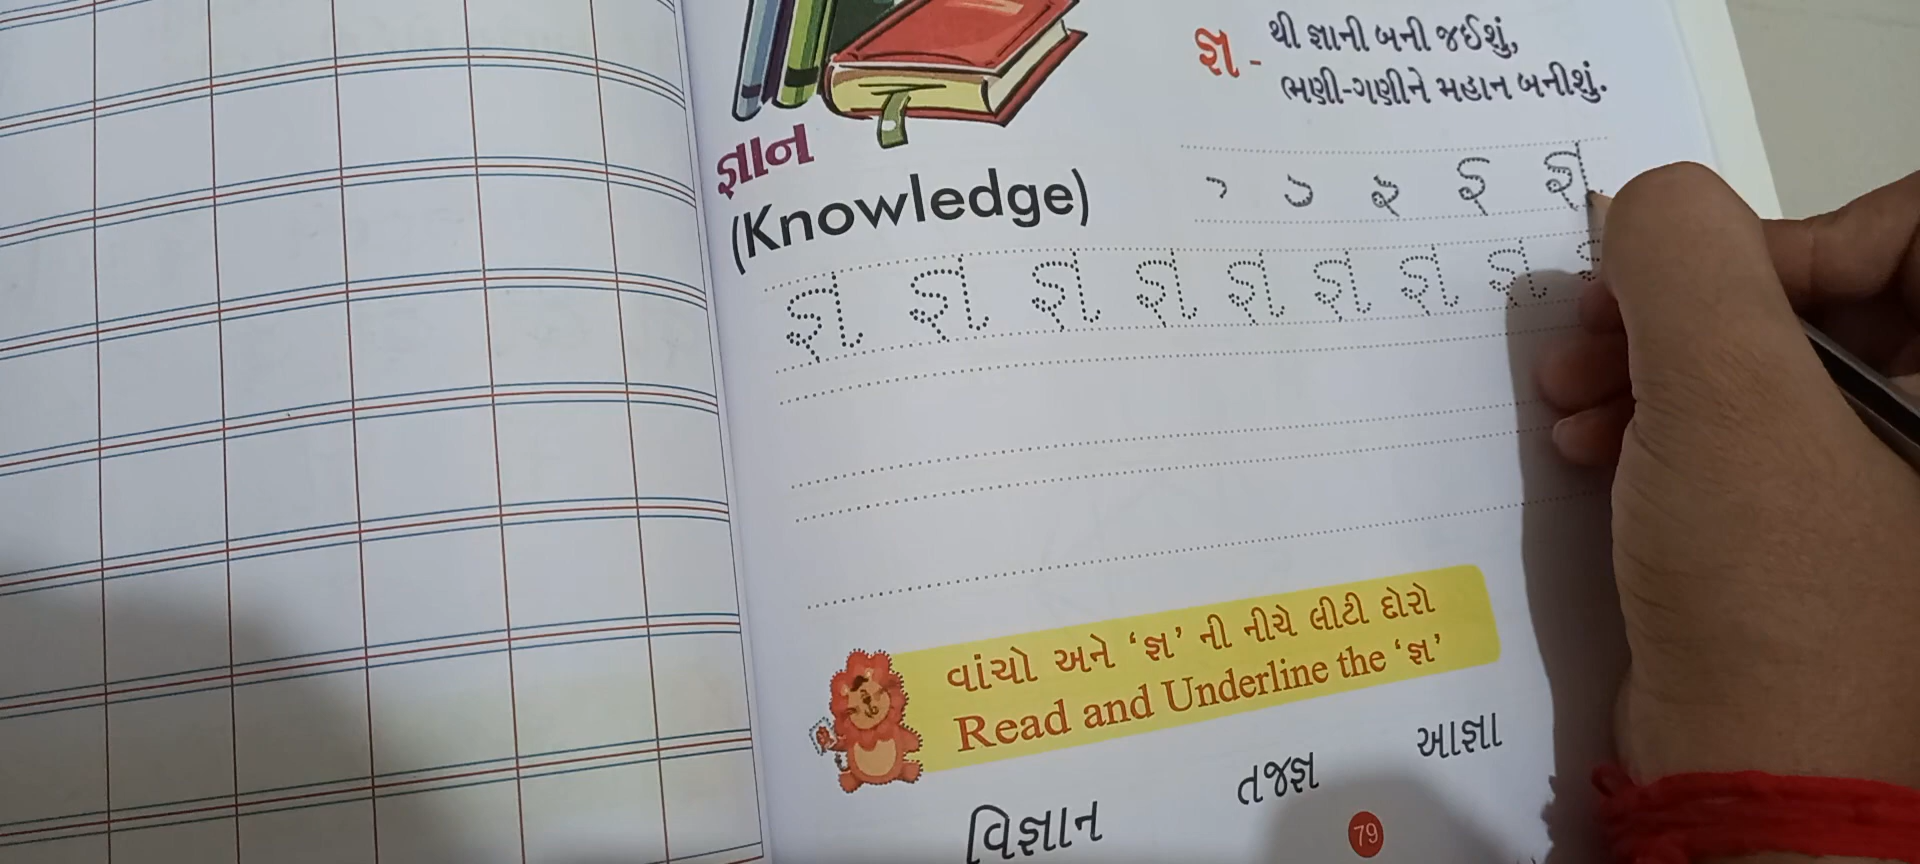 જ્ઞ - થી જ્ઞાની બની જઈશું,
ભણી-ગણીને મહાન બનીશું.
જ્ઞાન
(Knowledge)
જ્ઞ
જ્ઞ જ્ઞ જ્ઞ જ્ઞ જ્ઞ જ્ઞ જ્ઞ જ્ઞ
વાંચો અને ‘જ્ઞ’ ની નીચે લીટી દોરો
Read and Underline the ‘જ્ઞ’
વિજ્ઞાન તજજ્ઞ આજ્ઞા
79